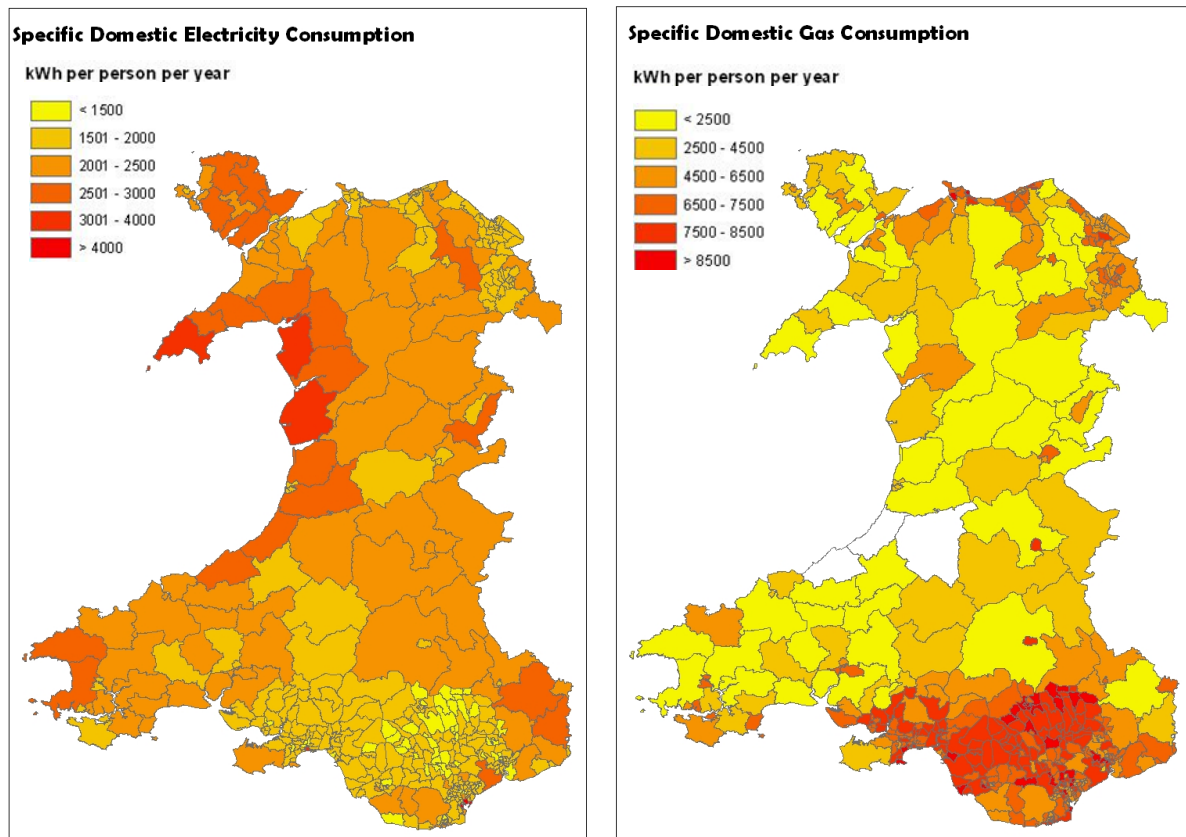 Specific Domestic Electricity Consumption
kWh per person per year
< 1500
1501 - 2000
2001 - 2500
2501 - 3000
3001 - 4000
> 4000
Specific Domestic Gas Consumption
kWh per person per year
< 2500
2500 - 4500
4500 - 6500
6500 - 7500
7500 - 8500
> 8500